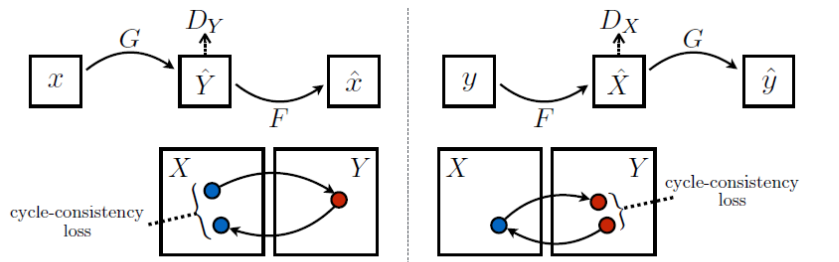 D_Y
G
x Ŷ x̂
F
X Y
cycle-consistency
loss
D_X
G
y X̂ ŷ
F
X Y
cycle-consistency
loss